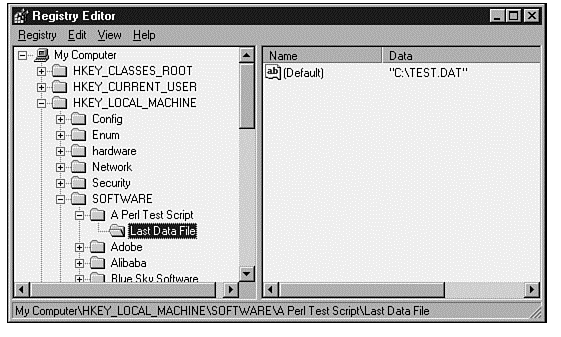 Registry Editor
Registry Edit View Help
My Computer
HKEY_CLASSES_ROOT
HKEY_CURRENT_USER
HKEY_LOCAL_MACHINE
Config
Enum
hardware
Network
Security
SOFTWARE
A Perl Test Script
Last Data File
Adobe
Alibaba
Blue Sky Software
Name Data
ab (Default) "C:\TEST.DAT"
My Computer\HKEY_LOCAL_MACHINE\SOFTWARE\A Perl Test Script\Last Data File